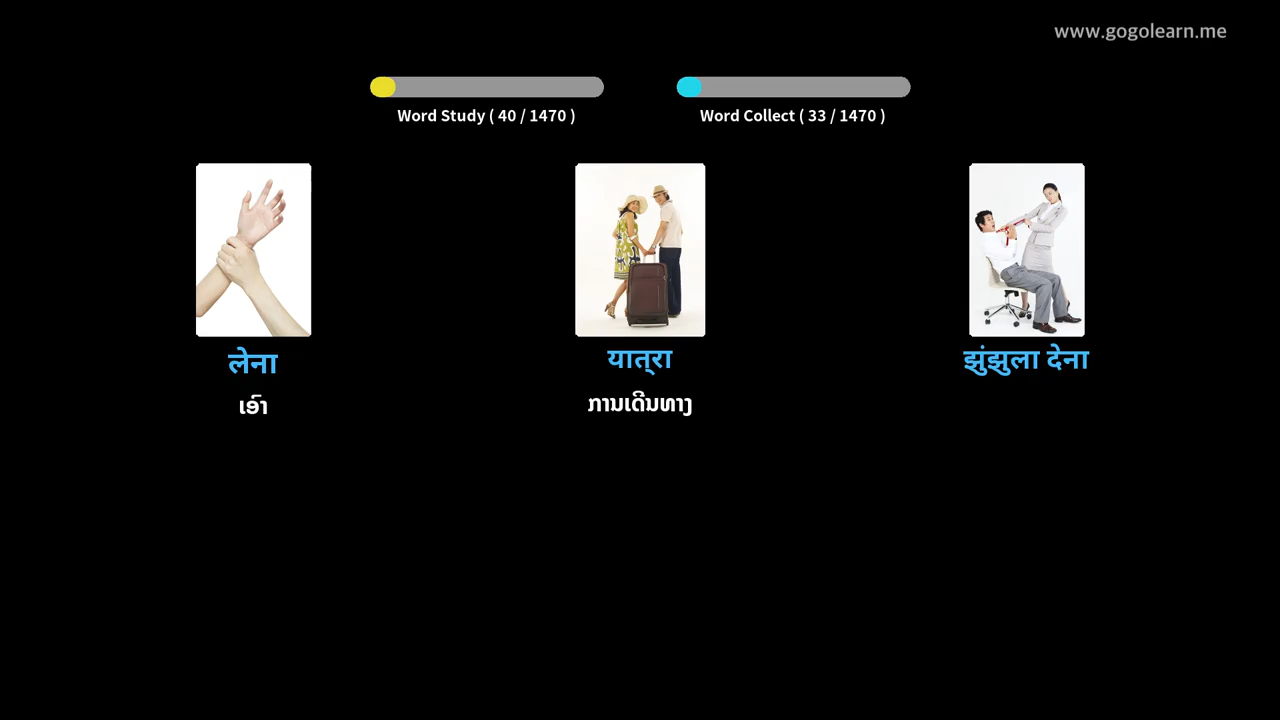 www.gogolearn.me
Word Study ( 40 / 1470 )
Word Collect ( 33 / 1470 )
लेना
यात्रा
झुंझुला देना
ເອົາ
ການເດີນທາງ